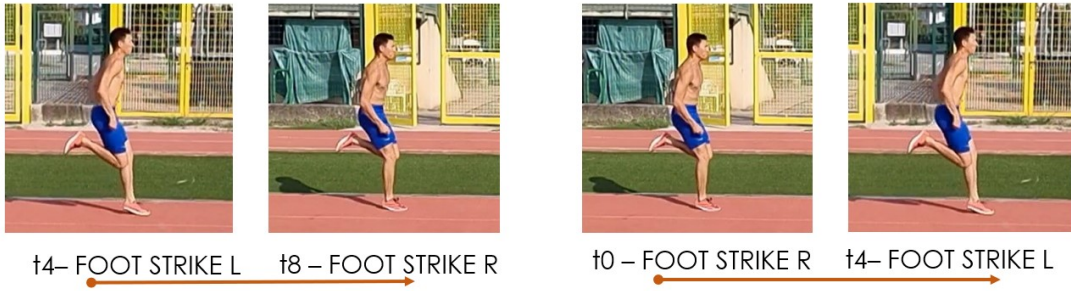 t4– FOOT STRIKE L
t8 – FOOT STRIKE R
t0 – FOOT STRIKE R
t4– FOOT STRIKE L